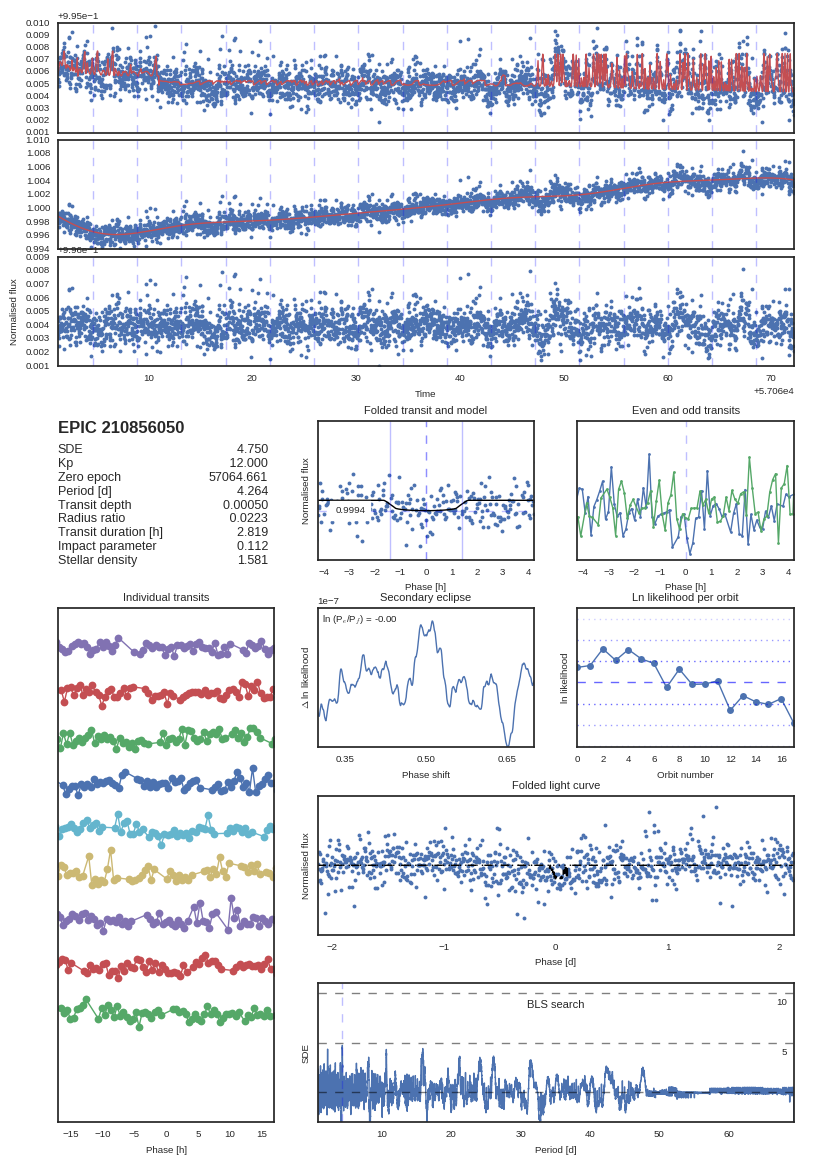 +9.95e−1
0.010
0.009
0.008
0.007
0.006
0.005
0.004
0.003
0.002
0.001
1.010
1.008
1.006
1.004
1.002
1.000
0.998
0.996
0.994
+9.96e−1
0.009
0.008
0.007
0.006
0.005
0.004
0.003
0.002
0.001
Normalised flux
10 20 30 40 50 60 70
Time
+5.706e4
EPIC 210856050
SDE 4.750
Kp 12.000
Zero epoch 57064.661
Period [d] 4.264
Transit depth 0.00050
Radius ratio 0.0223
Transit duration [h] 2.819
Impact parameter 0.112
Stellar density 1.581
Folded transit and model
Normalised flux
0.9994
−4 −3 −2 −1 0 1 2 3 4
Phase [h]
Even and odd transits
−4 −3 −2 −1 0 1 2 3 4
Phase [h]
Individual transits
−15 −10 −5 0 5 10 15
Phase [h]
Secondary eclipse
1e−7
Δ ln likelihood
0.35 0.50 0.65
Phase shift
Ln likelihood per orbit
ln likelihood
0 2 4 6 8 10 12 14 16
Orbit number
Folded light curve
Normalised flux
−2 −1 0 1 2
Phase [d]
BLS search
10
5
SDE
10 20 30 40 50 60
Period [d]